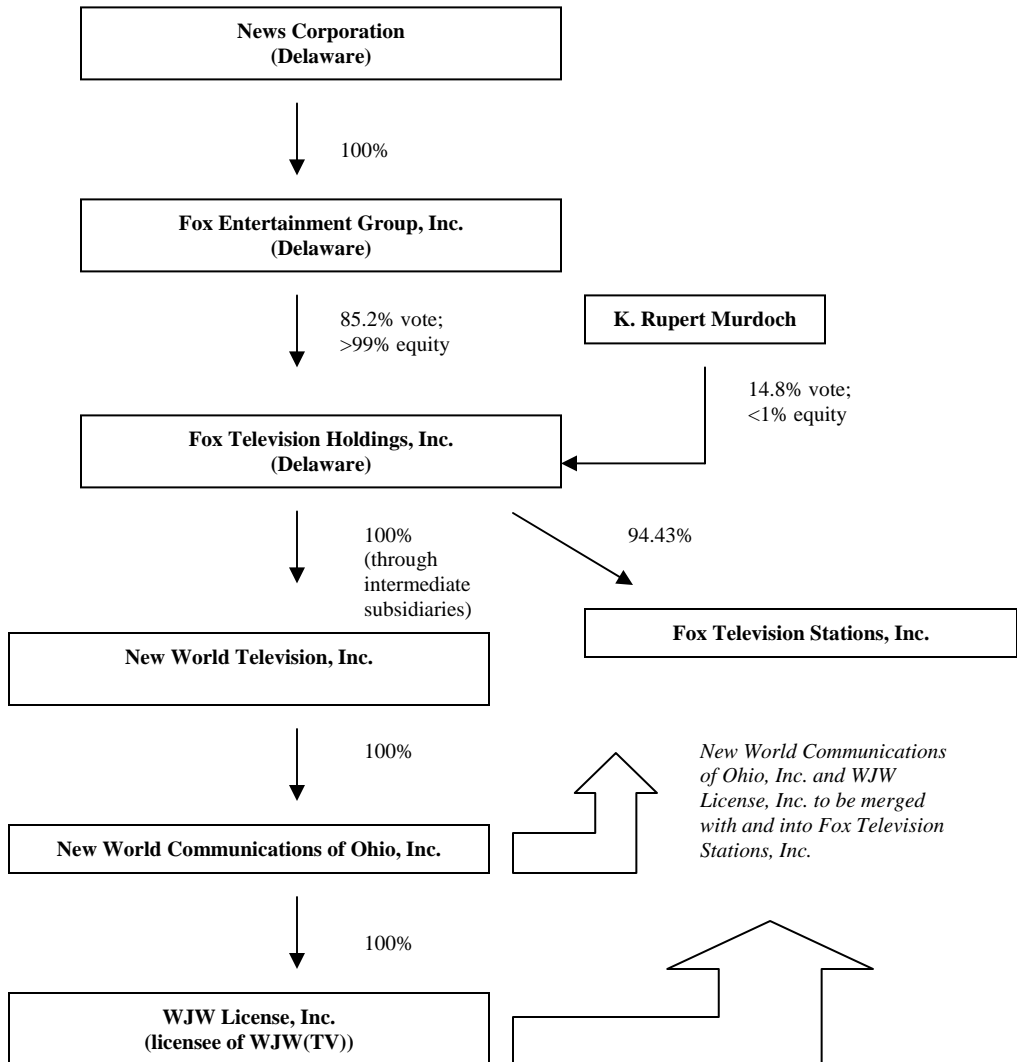 News Corporation
(Delaware)
100%
Fox Entertainment Group, Inc.
(Delaware)
85.2% vote;
>99% equity
K. Rupert Murdoch
14.8% vote;
<1% equity
Fox Television Holdings, Inc.
(Delaware)
100%
(through
intermediate
subsidiaries)
94.43%
Fox Television Stations, Inc.
New World Television, Inc.
100%
New World Communications
of Ohio, Inc. and WJW
License, Inc. to be merged
with and into Fox Television
Stations, Inc.
New World Communications of Ohio, Inc.
100%
WJW License, Inc.
(licensee of WJW(TV))